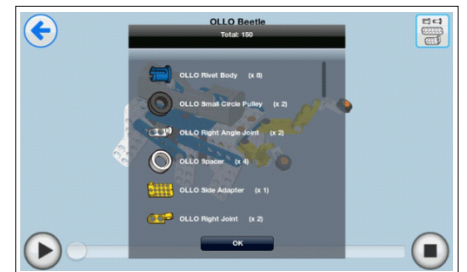 OLLO Beetle
Total: 150
OLLO Rivet Body (x 8)
OLLO Small Circle Pulley (x 2)
OLLO Right Angle Joint (x 2)
OLLO Spacer (x 4)
OLLO Side Adapter (x 1)
OLLO Right Joint (x 2)
OK